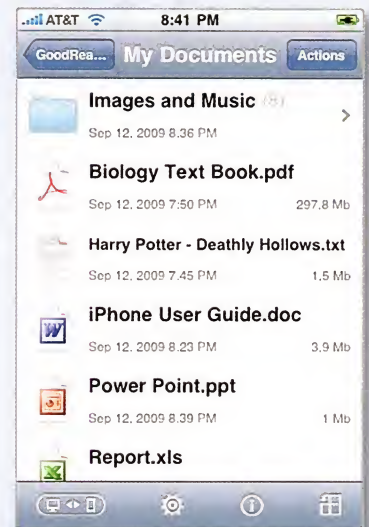 AT&T 8:41 PM
GoodRea... My Documents Actions
Images and Music (8)
Sep 12, 2009 8.36 PM
Biology Text Book.pdf
Sep 12, 2009 7:50 PM 297.8 Mb
Harry Potter - Deathly Hollows.txt
Sep 12, 2009 7.45 PM 1,5 Mb
iPhone User Guide.doc
Sep 12, 2009 8.23 PM 3,9 Mb
Power Point.ppt
Sep 12, 2009 8.39 PM 1 Mb
Report.xls